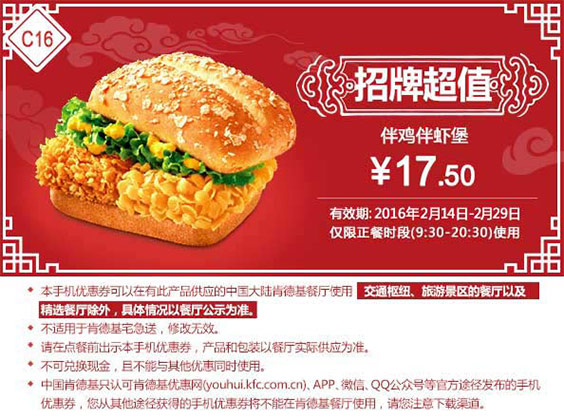 C16
招牌超值
伴鸡伴虾堡
¥17.50
有效期: 2016年2月14日-2月29日
仅限正餐时段(9:30-20:30)使用
● 本手机优惠券可以在有此产品供应的中国大陆肯德基餐厅使用 交通枢纽、旅游景区的餐厅以及
精选餐厅除外，具体情况以餐厅公示为准。
● 不适用于肯德基宅急送，修改无效。
● 请在点餐前出示本手机优惠券，产品和包装以餐厅实际供应为准。
● 不可兑换现金，且不能与其他优惠同时使用。
● 中国肯德基只认可肯德基优惠网(youhui.kfc.com.cn)、APP、微信、QQ公众号等官方途径发布的手机
优惠券，您从其他途径获得的手机优惠券将不能在肯德基餐厅使用，请您注意下载渠道。